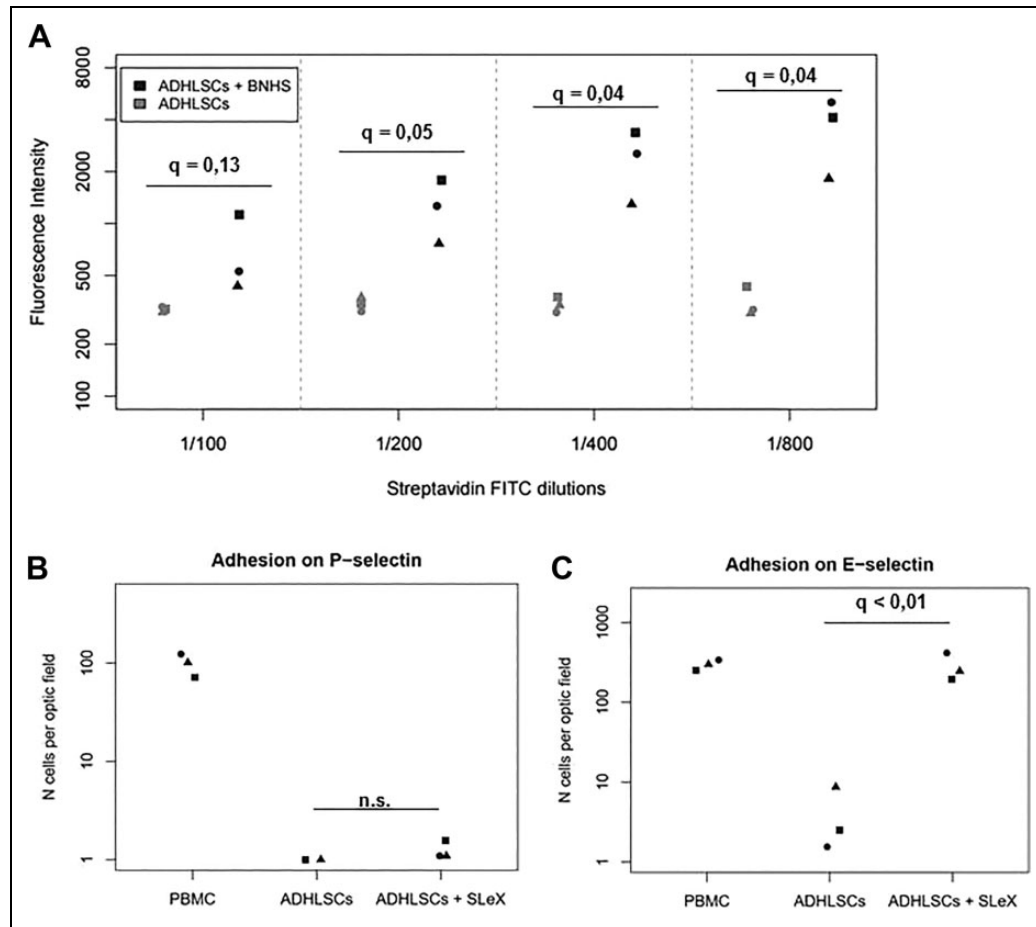 A
ADHLSCs + BNHS
ADHLSCs
q = 0,13
q = 0,05
q = 0,04
q = 0,04
Fluorescence Intensity
8000
2000
500
200
100
1/100 1/200 1/400 1/800
Streptavidin FITC dilutions
B
Adhesion on P-selectin
N cells per optic field
100
10
1
n.s.
PBMC ADHLSCs ADHLSCs + SLeX
C
Adhesion on E-selectin
q < 0,01
N cells per optic field
1000
100
10
1
PBMC ADHLSCs ADHLSCs + SLeX